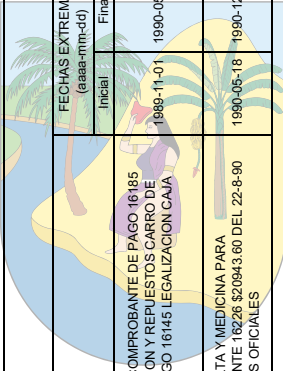 FECHAS EXTREM
(aaaa-mm-dd)
Inicial
Fina
OMPROBANTE DE PAGO 16185
ON Y REPUESTOS CARRO DE
GO 16145 LEGALIZACION CAJA
1989-11-01
1990-05
TA Y MEDICINA PARA
NTE 16226 $20943.60 DEL 22-8-90
S OFICIALES
1990-05-18
1990-12